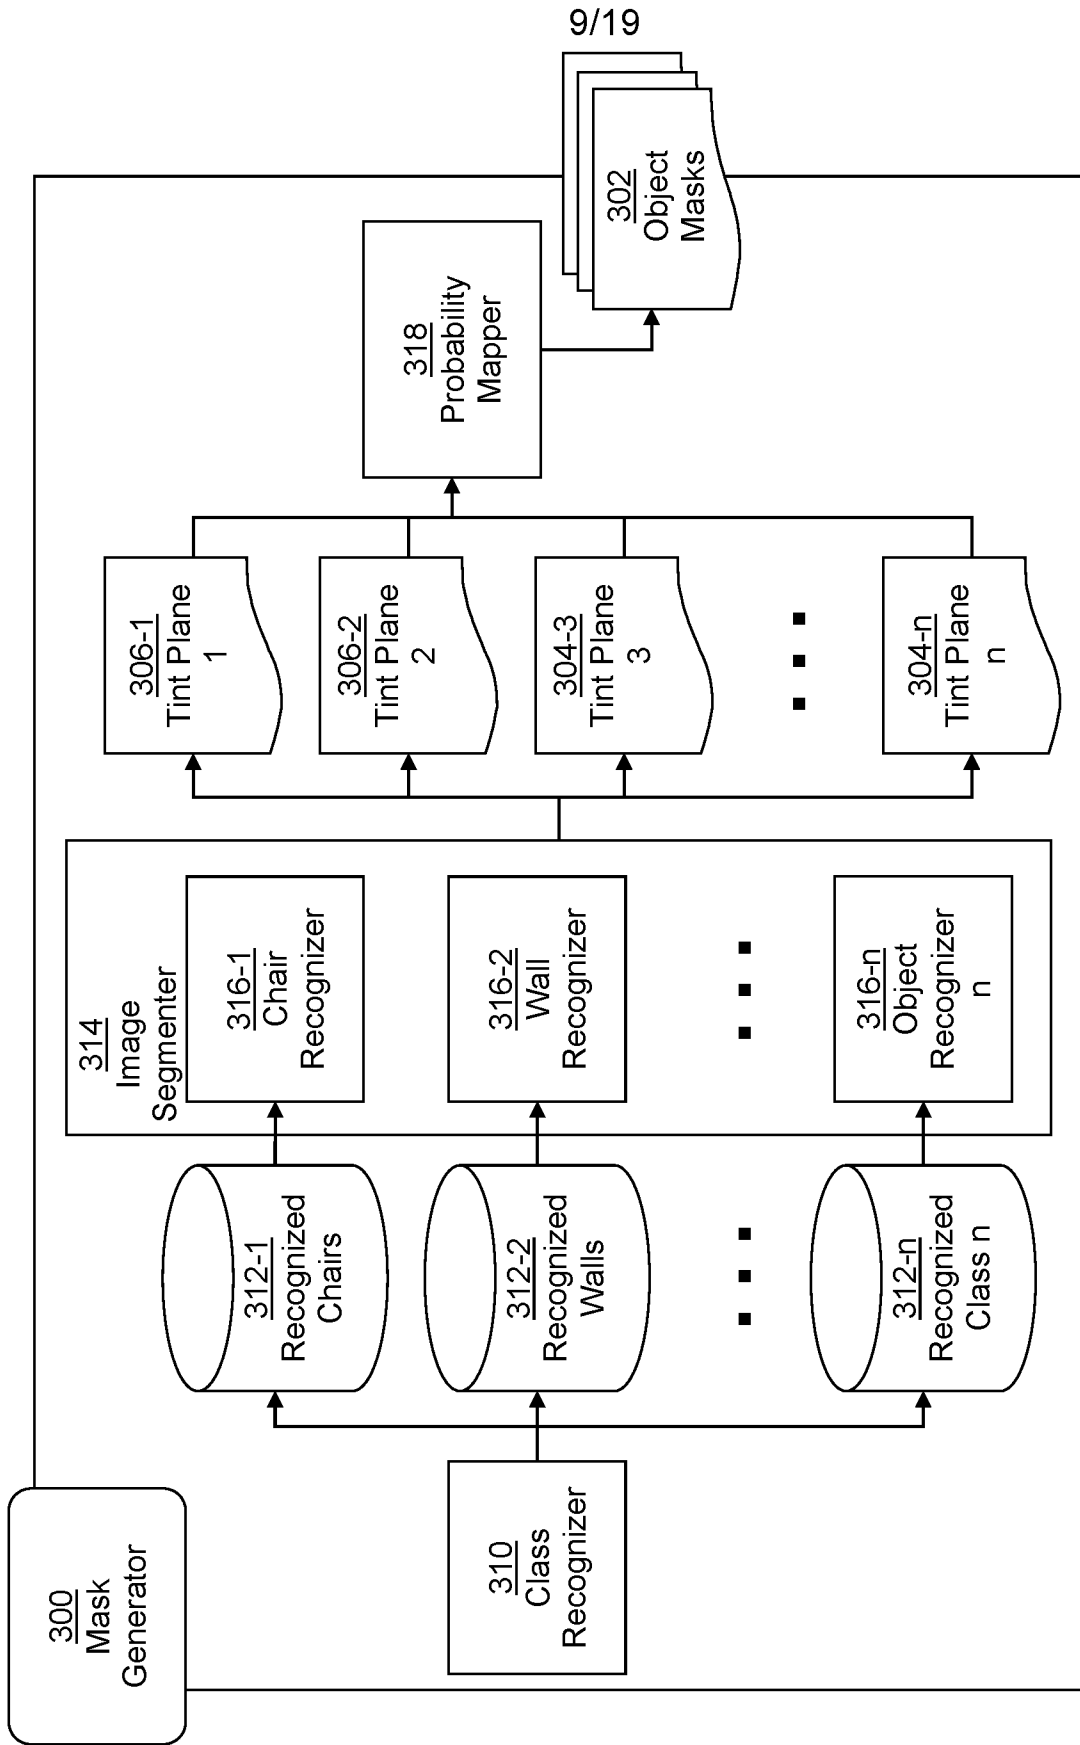 9/19
300
Mask
Generator
310
Class
Recognizer
312-1
Recognized
Chairs
312-2
Recognized
Walls
312-n
Recognized
Class n
314
Image
Segmenter
316-1
Chair
Recognizer
316-2
Wall
Recognizer
316-n
Object
Recognizer
n
306-1
Tint Plane
1
306-2
Tint Plane
2
304-3
Tint Plane
3
304-n
Tint Plane
n
318
Probability
Mapper
302
Object
Masks